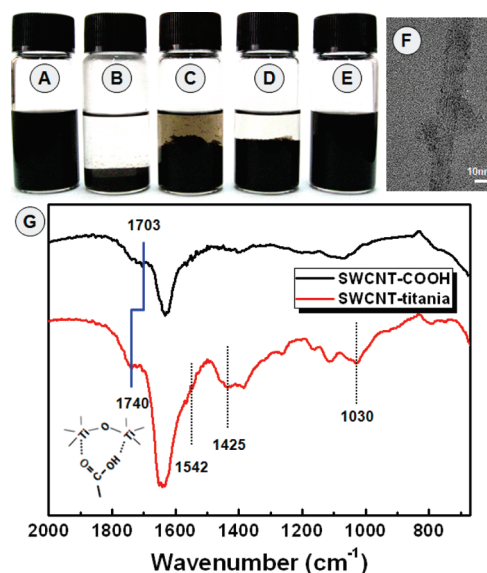 A B C D E F
10nm
G
1703
SWCNT-COOH
SWCNT-titania
1740
1542
1425
1030
Ti O Ti
O C OH
2000 1800 1600 1400 1200 1000 800
Wavenumber (cm-1)